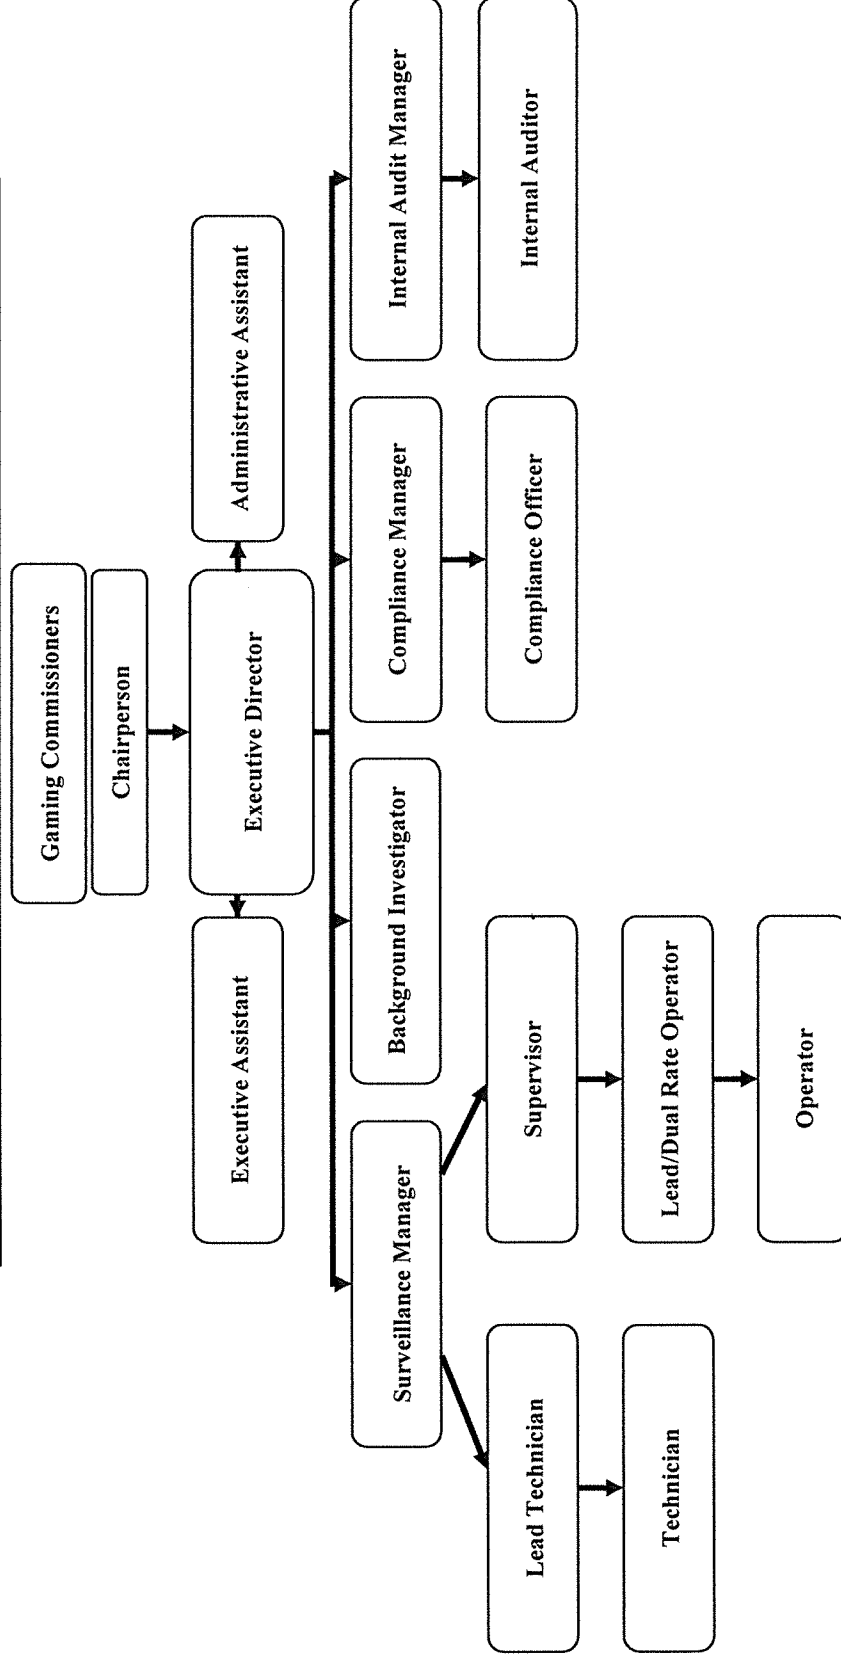 Gaming Commissioners
Chairperson
Executive Assistant
Executive Director
Administrative Assistant
Surveillance Manager
Background Investigator
Compliance Manager
Internal Audit Manager
Lead Technician
Supervisor
Compliance Officer
Internal Auditor
Technician
Lead/Dual Rate Operator
Operator